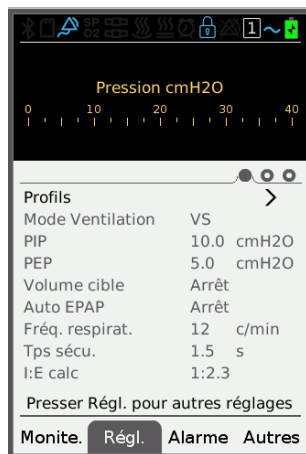 SP
O2
1
Pression cmH2O
0 10 20 30 40
Profils >
Mode Ventilation VS
PIP 10.0 cmH2O
PEP 5.0 cmH2O
Volume cible Arrêt
Auto EPAP Arrêt
Fréq. respirat. 12 c/min
Tps sécu. 1.5 s
I:E calc 1:2.3
Presser Régl. pour autres réglages
Monite. Régl. Alarme Autres